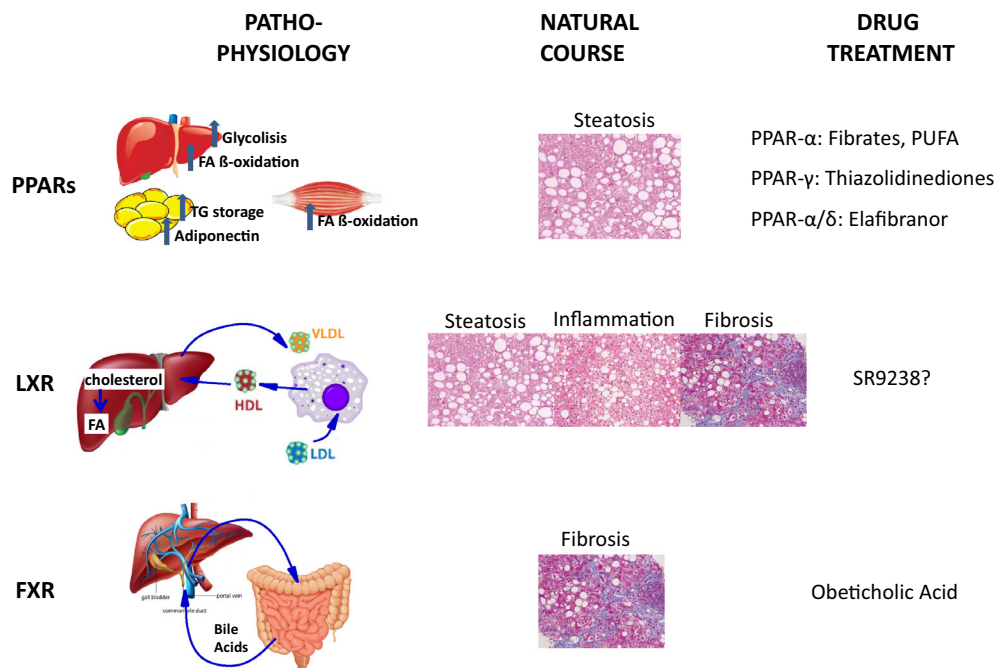 PATHO-
PHYSIOLOGY
NATURAL
COURSE
DRUG
TREATMENT
PPARs
Glycolisis
FA ß-oxidation
TG storage
Adiponectin
FA ß-oxidation
Steatosis
PPAR-α: Fibrates, PUFA
PPAR-γ: Thiazolidinediones
PPAR-α/δ: Elafibranor
LXR
cholesterol
FA
VLDL
HDL
LDL
Steatosis
Inflammation
Fibrosis
SR9238?
FXR
gall bladder
portal vein
common bile duct
Bile
Acids
Fibrosis
Obeticholic Acid